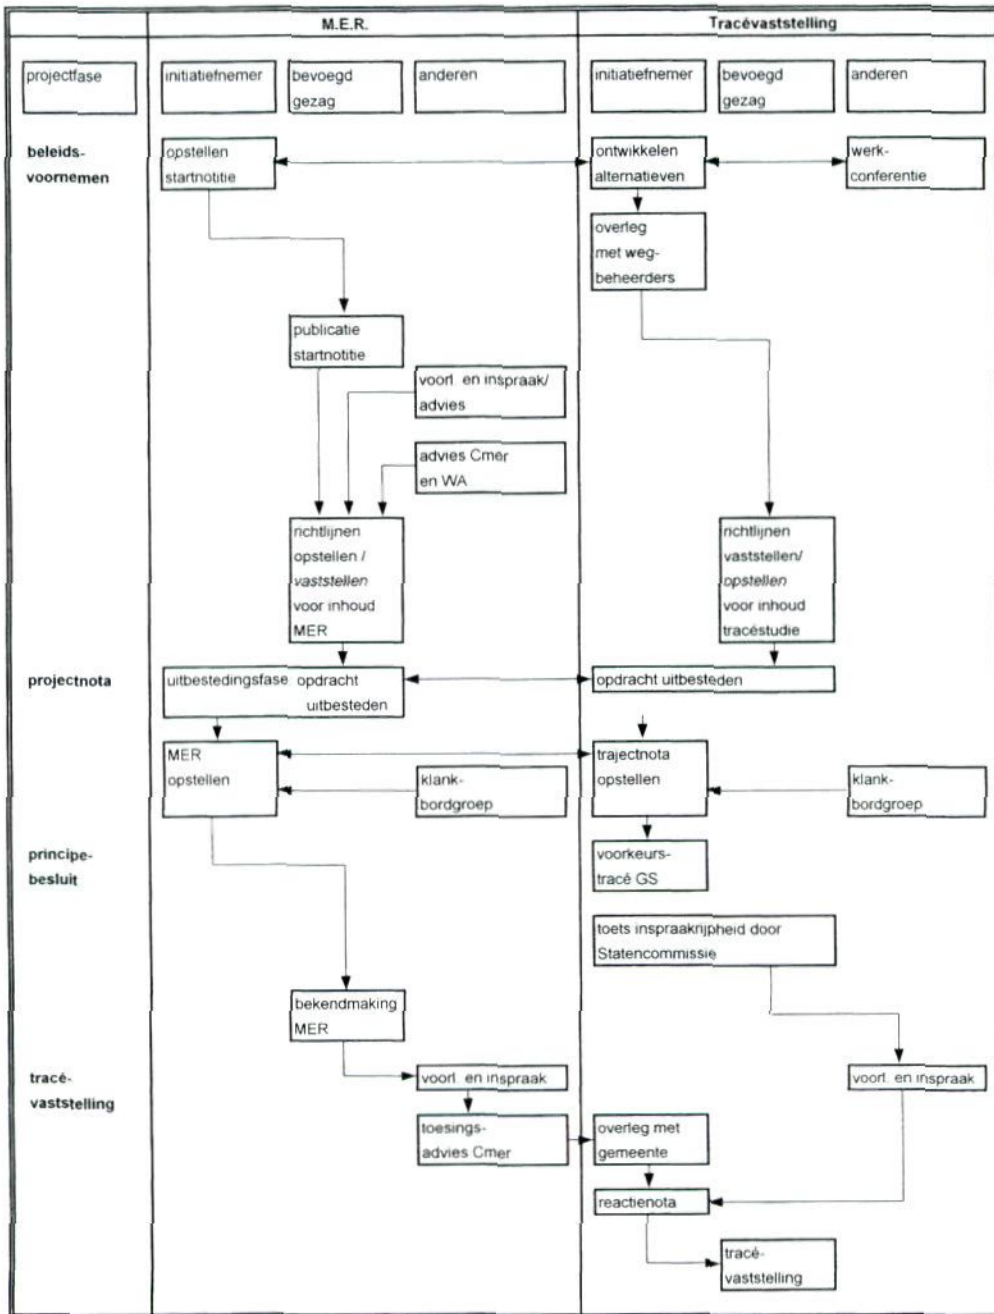 M.E.R.
Tracévaststelling
projectfase
initiatiefnemer
bevoegd
gezag
anderen
initiatiefnemer
bevoegd
gezag
anderen
beleids-
voornemen
opstellen
startnotitie
ontwikkelen
alternatieven
werk-
conferentie
overleg
met weg-
beheerders
publicatie
startnotitie
voorl. en inspraak/
advies
advies Cmer
en WA
richtlijnen
opstellen /
vaststellen
voor inhoud
MER
richtlijnen
vaststellen/
opstellen
voor inhoud
tracéstudie
projectnota
uitbestedingsfase opdracht
uitbesteden
opdracht uitbesteden
MER
opstellen
klank-
bordgroep
trajectnota
opstellen
klank-
bordgroep
principe-
besluit
voorkeurs-
tracé GS
toets inspraakrijpheid door
Statencommissie
bekendmaking
MER
tracé-
vaststelling
voorl. en inspraak
voorl. en inspraak
toesings-
advies Cmer
overleg met
gemeente
reactienota
tracé-
vaststelling